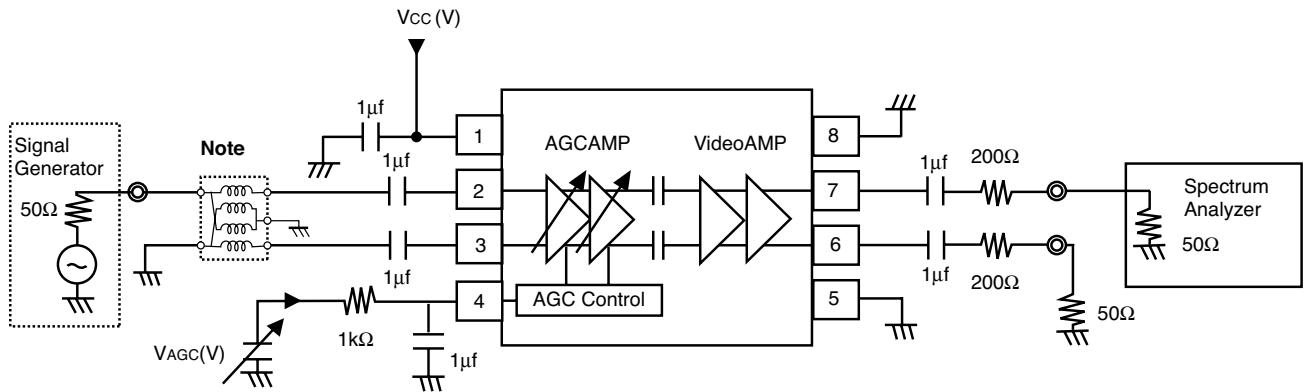 VCC (V)
1μf
1
8
Signal
Generator
Note
AGCAMP
VideoAMP
1μf
1μf
200Ω
50Ω
2
7
Spectrum
Analyzer
50Ω
3
6
1μf
1μf
200Ω
4
AGC Control
5
50Ω
1kΩ
VAGC(V)
1μf